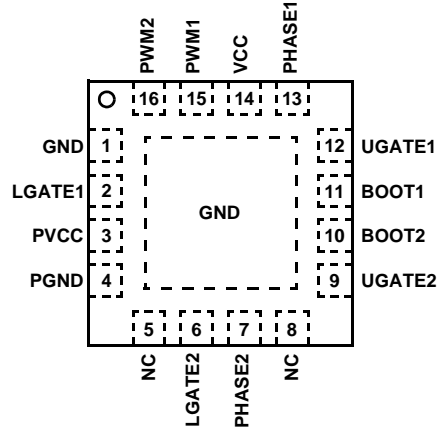 PWM2
PWM1
VCC
PHASE1
16
15
14
13
GND 1
12 UGATE1
LGATE1 2
11 BOOT1
GND
PVCC 3
10 BOOT2
PGND 4
9 UGATE2
5
6
7
8
NC
LGATE2
PHASE2
NC